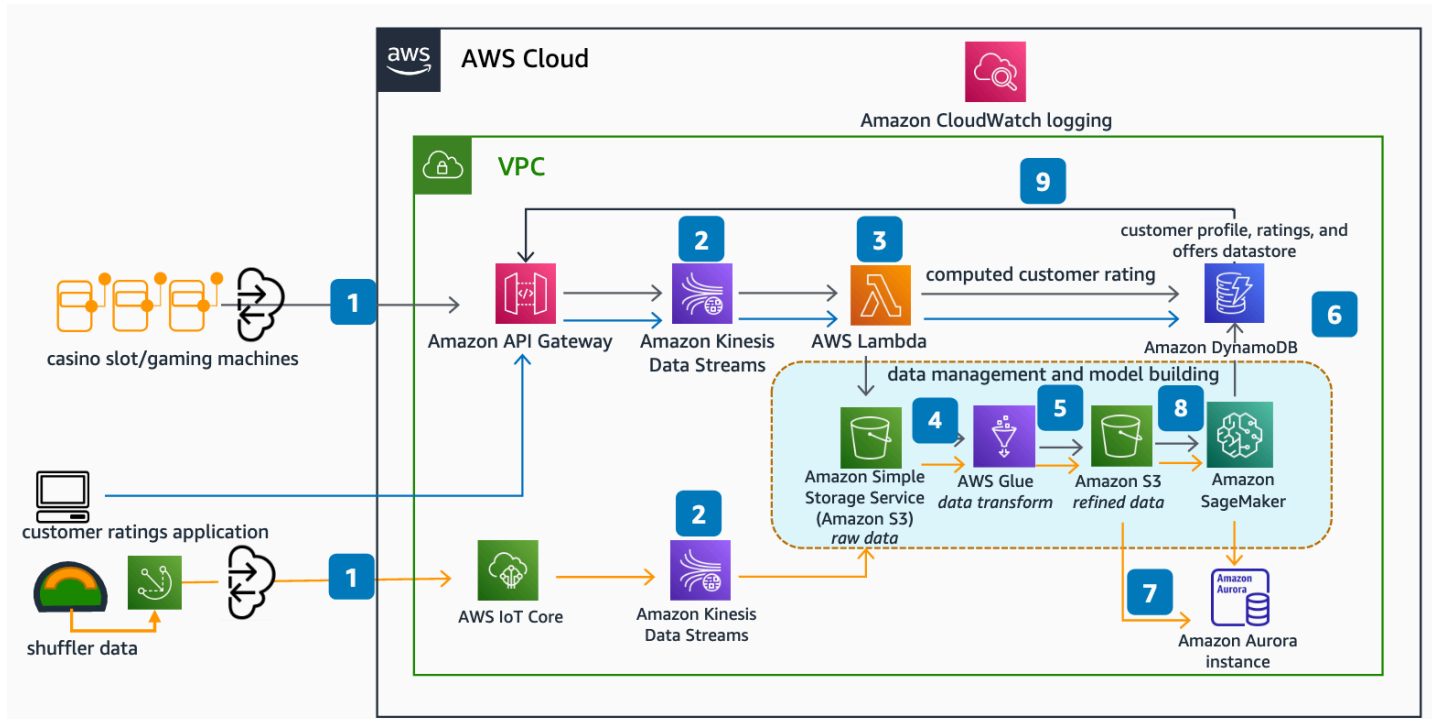 aws
AWS Cloud
Amazon CloudWatch logging
VPC
9
2
3
customer profile, ratings, and
offers datastore
computed customer rating
1
6
casino slot/gaming machines
Amazon API Gateway
Amazon Kinesis
Data Streams
AWS Lambda
Amazon DynamoDB
data management and model building
4
5
8
Amazon Simple
Storage Service
(Amazon S3)
raw data
AWS Glue
data transform
Amazon S3
refined data
Amazon
SageMaker
customer ratings application
2
1
shuffler data
AWS IoT Core
Amazon Kinesis
Data Streams
7
Amazon
Aurora
Amazon Aurora
instance